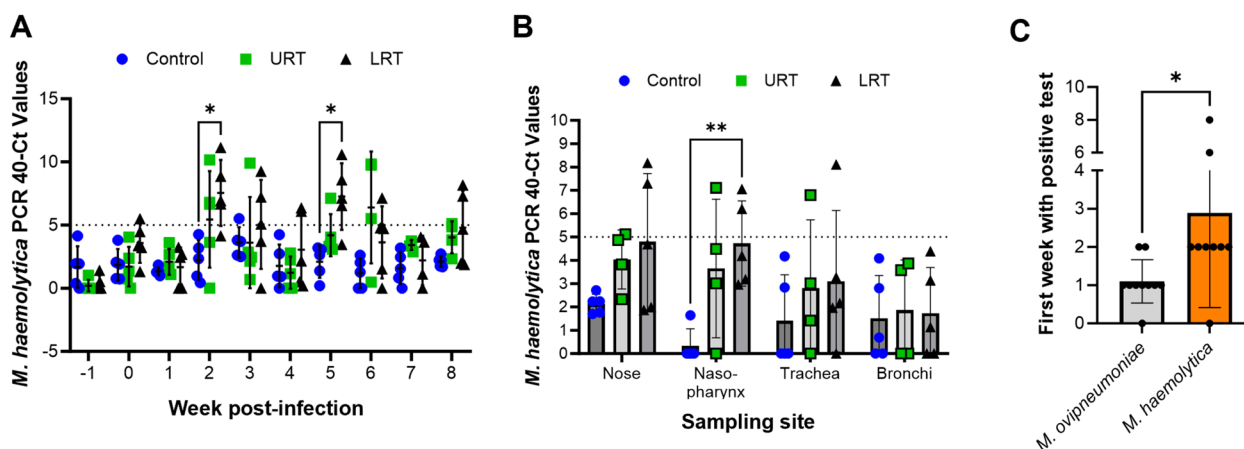 A
Control URT LRT
M. haemolytica PCR 40-Ct Values
15
10
5
0
-5
* *
-1 0 1 2 3 4 5 6 7 8
Week post-infection
B
Control URT LRT
M. haemolytica PCR 40-Ct Values
10
9
8
7
6
5
4
3
2
1
0
**
Nose Naso-pharynx Trachea Bronchi
Sampling site
C
First week with positive test
10
8
6
4
3
2
1
0
*
M. ovipneumoniae
M. haemolytica